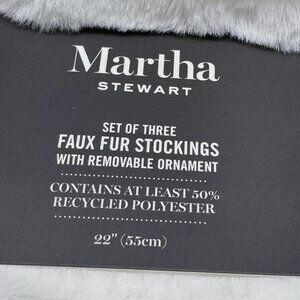 Martha
STEWART
SET OF THREE
FAUX FUR STOCKINGS
WITH REMOVABLE ORNAMENT
CONTAINS AT LEAST 50%
RECYCLED POLYESTER
22" (55cm)